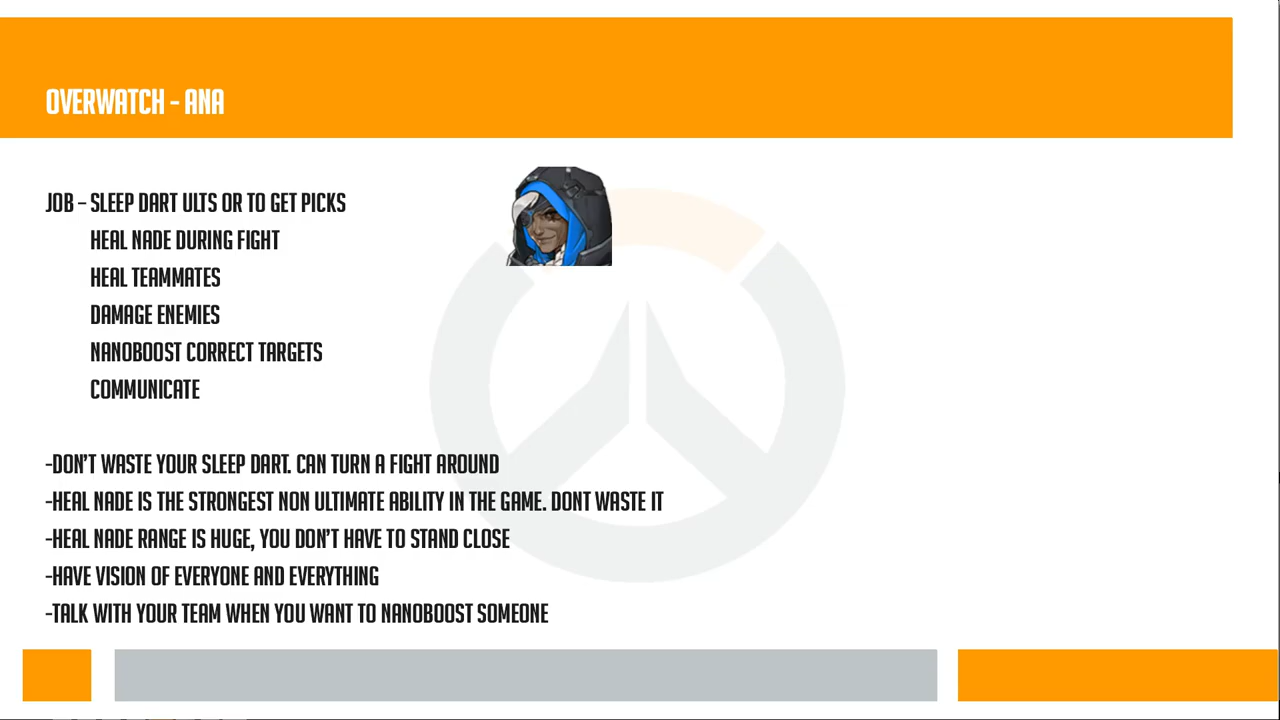 OVERWATCH - ANA
JOB – SLEEP DART ULTS OR TO GET PICKS
HEAL NADE DURING FIGHT
HEAL TEAMMATES
DAMAGE ENEMIES
NANOBOOST CORRECT TARGETS
COMMUNICATE
-DON'T WASTE YOUR SLEEP DART. CAN TURN A FIGHT AROUND
-HEAL NADE IS THE STRONGEST NON ULTIMATE ABILITY IN THE GAME. DONT WASTE IT
-HEAL NADE RANGE IS HUGE, YOU DON'T HAVE TO STAND CLOSE
-HAVE VISION OF EVERYONE AND EVERYTHING
-TALK WITH YOUR TEAM WHEN YOU WANT TO NANOBOOST SOMEONE